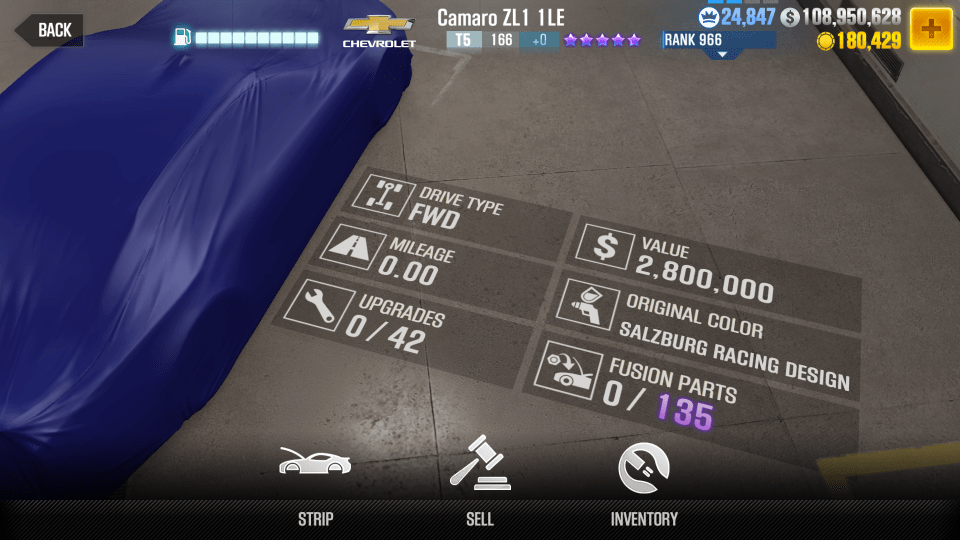 BACK
CHEVROLET
Camaro ZL1 1LE
T5 166 +0
24,847
$ 108,950,628
RANK 966
180,429
+
DRIVE TYPE
FWD
MILEAGE
0.00
UPGRADES
0 / 42
$
VALUE
2,800,000
ORIGINAL COLOR
SALZBURG RACING DESIGN
FUSION PARTS
0 / 135
STRIP
SELL
INVENTORY